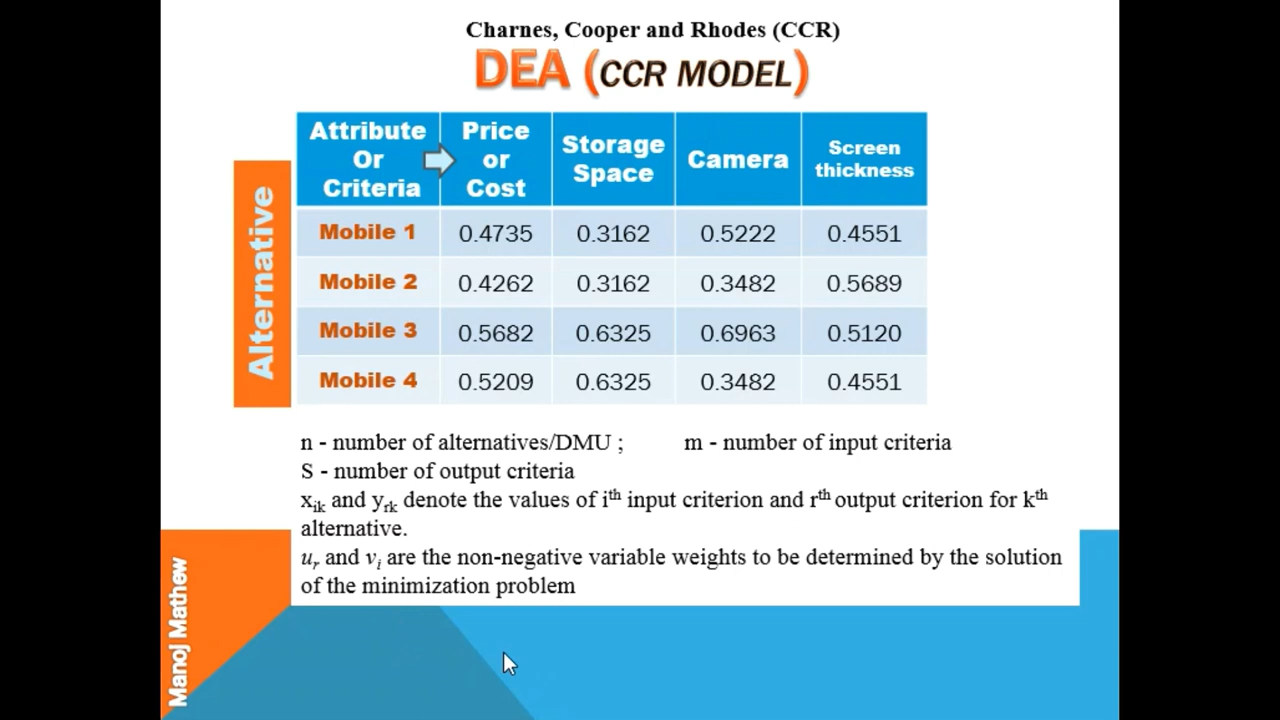 Charnes, Cooper and Rhodes (CCR)
DEA (CCR MODEL)
Attribute Or Criteria Price or Cost Storage Space Camera Screen thickness
Alternative
Mobile 1 0.4735 0.3162 0.5222 0.4551
Mobile 2 0.4262 0.3162 0.3482 0.5689
Mobile 3 0.5682 0.6325 0.6963 0.5120
Mobile 4 0.5209 0.6325 0.3482 0.4551
n - number of alternatives/DMU ; m - number of input criteria
S - number of output criteria
xik and yrk denote the values of ith input criterion and rth output criterion for kth
alternative.
ur and vi are the non-negative variable weights to be determined by the solution
of the minimization problem
Manoj Mathew